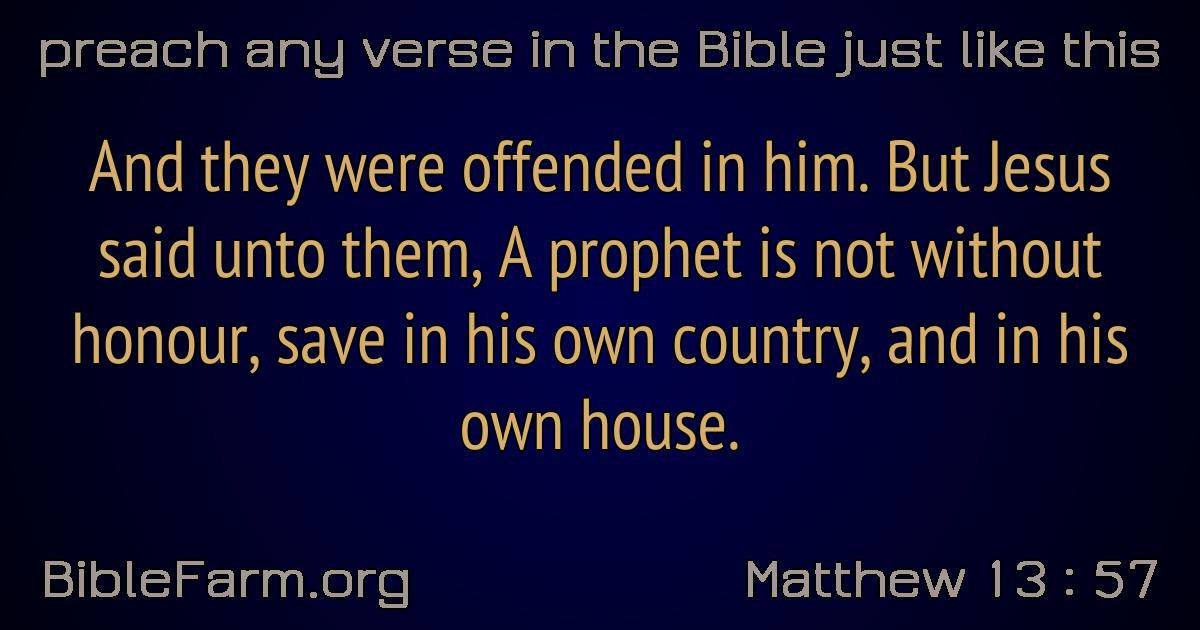 preach any verse in the Bible just like this
And they were offended in him. But Jesus
said unto them, A prophet is not without
honour, save in his own country, and in his
own house.
BibleFarm.org
Matthew 13 : 57